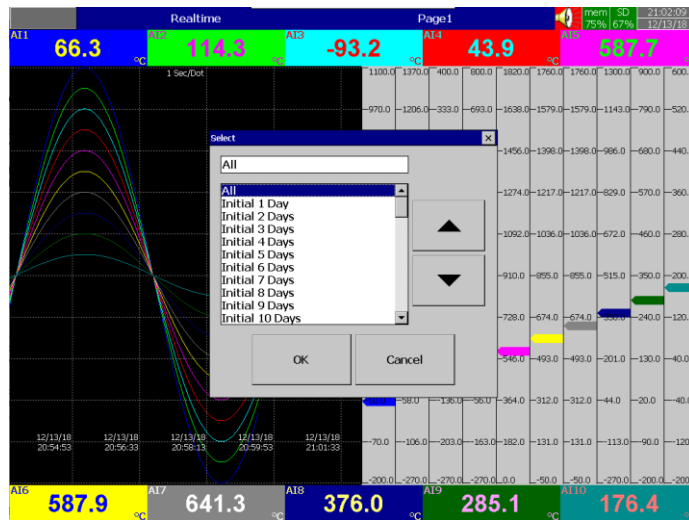 Realtime Page1 mem SD 21:02:09
75% 67% 12/13/18
AI1 AI2 AI3 AI4 AI5
66.3 °C 114.3 °C -93.2 °C 43.9 °C 587.7 °C
1 Sec/Dot
1100.0 1370.0 400.0 800.0 1820.0 1760.0 1760.0 1300.0 900.0 600.
970.0 1206.0 333.0 693.0 1638.0 1579.0 1579.0 1143.0 790.0 520.
Select
All
1456.0 1398.0 1398.0 986.0 680.0 440.
All
Initial 1 Day
Initial 2 Days
1274.0 1217.0 1217.0 829.0 570.0 360.
Initial 3 Days
Initial 4 Days
1092.0 1036.0 1036.0 672.0 460.0 280.
Initial 5 Days
Initial 6 Days
910.0 855.0 855.0 515.0 350.0 200.
Initial 7 Days
Initial 8 Days
Initial 9 Days
Initial 10 Days
728.0 674.0 674.0 240.0 120.
OK Cancel
546.0 493.0 493.0 201.0 130.0 40.0
58.0 -136.0 -56.0 364.0 312.0 312.0 44.0 20.0 -40.
12/13/18 12/13/18 12/13/18 12/13/18 12/13/18
20:54:53 20:56:33 20:58:13 20:59:53 21:01:33
-70.0 -106.0 -203.0 -163.0 182.0 131.0 131.0 -113.0 -90.0 -120
-200.0 -270.0 -270.0 -270.0 0.0 -50.0 -50.0 -270.0 -200.0 -200
AI6 AI7 AI8 AI9 AI10
587.9 °C 641.3 °C 376.0 °C 285.1 °C 176.4